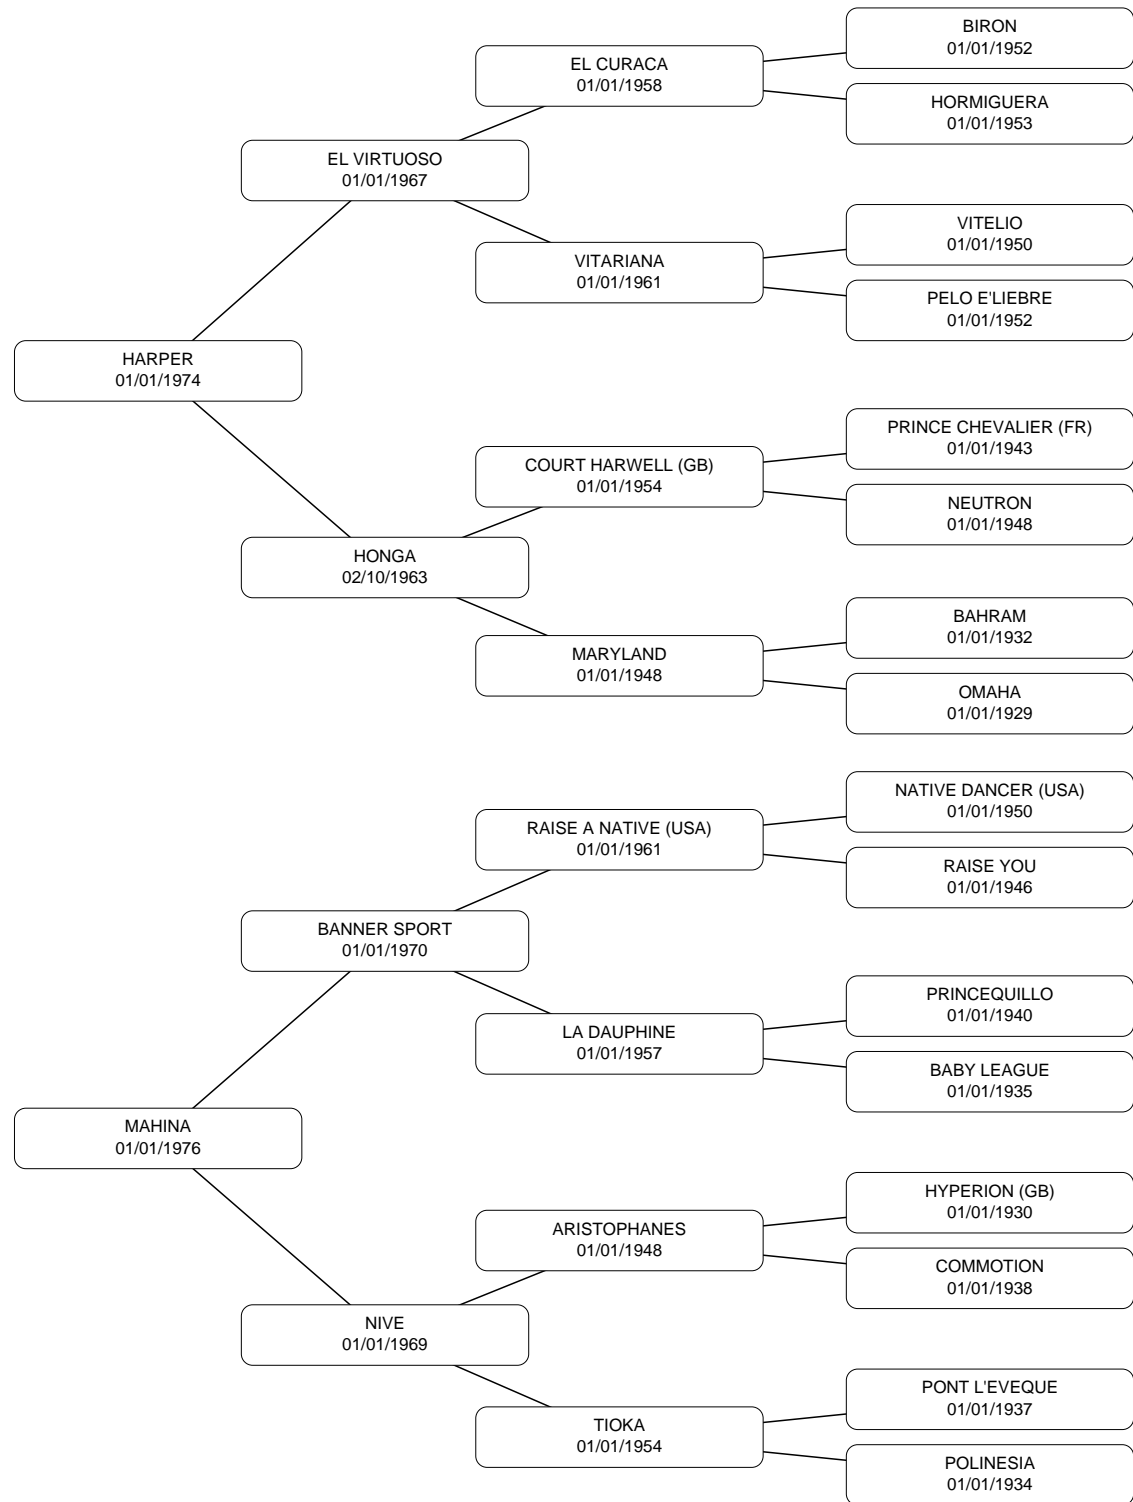 BIRON
01/01/1952
EL CURACA
01/01/1958
HORMIGUERA
01/01/1953
EL VIRTUOSO
01/01/1967
VITELIO
01/01/1950
VITARIANA
01/01/1961
PELO E'LIEBRE
01/01/1952
HARPER
01/01/1974
PRINCE CHEVALIER (FR)
01/01/1943
COURT HARWELL (GB)
01/01/1954
NEUTRON
01/01/1948
HONGA
02/10/1963
BAHRAM
01/01/1932
MARYLAND
01/01/1948
OMAHA
01/01/1929
NATIVE DANCER (USA)
01/01/1950
RAISE A NATIVE (USA)
01/01/1961
RAISE YOU
01/01/1946
BANNER SPORT
01/01/1970
PRINCEQUILLO
01/01/1940
LA DAUPHINE
01/01/1957
BABY LEAGUE
01/01/1935
MAHINA
01/01/1976
HYPERION (GB)
01/01/1930
ARISTOPHANES
01/01/1948
COMMOTION
01/01/1938
NIVE
01/01/1969
PONT L'EVEQUE
01/01/1937
TIOKA
01/01/1954
POLINESIA
01/01/1934